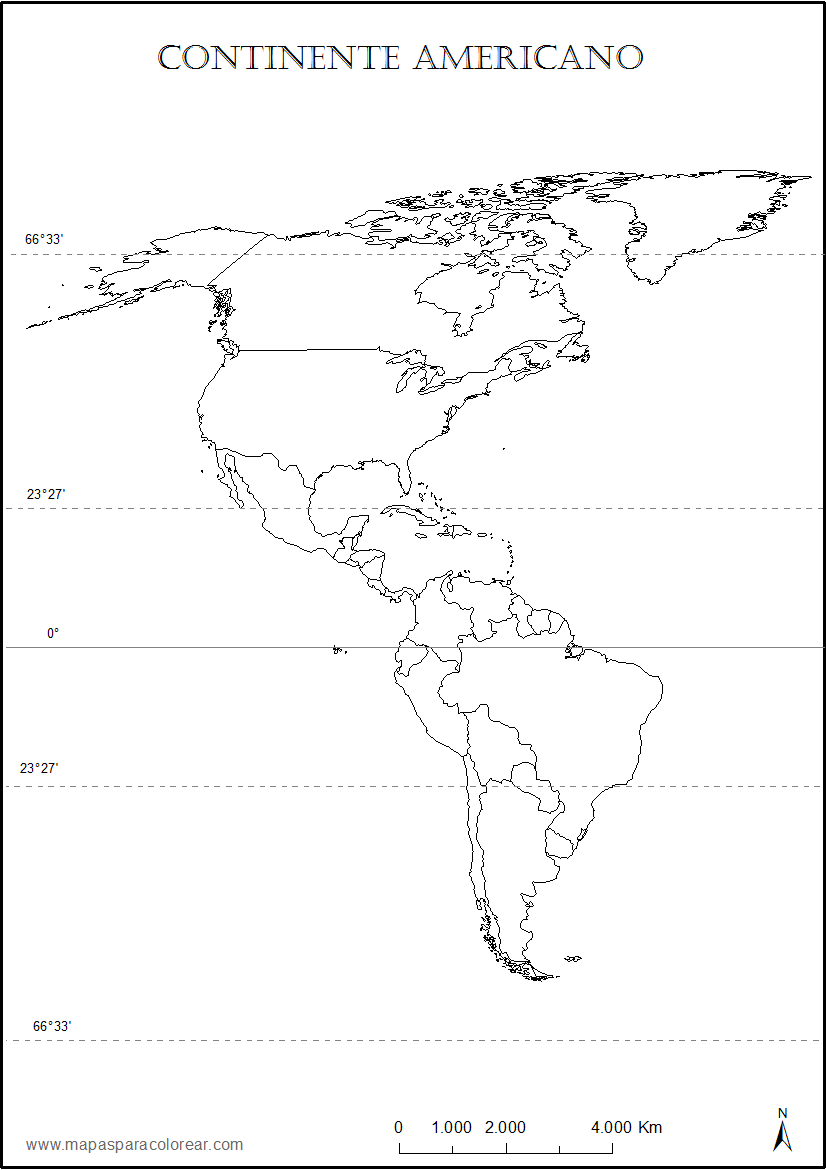 CONTINENTE AMERICANO
66°33'
23°27'
0°
23°27'
66°33'
0 1.000 2.000 4.000 Km
N
www.mapasparacolorear.com